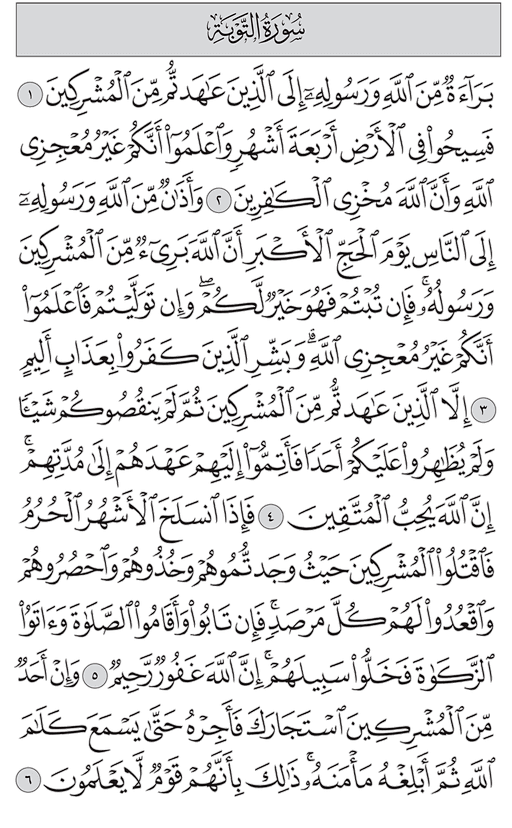 سُورَةُ التَّوۡبَةِ
بَرَآءَةٞ مِّنَ ٱللَّهِ وَرَسُولِهِۦٓ إِلَى ٱلَّذِينَ عَٰهَدتُّم مِّنَ ٱلۡمُشۡرِكِينَ ١
فَسِيحُواْ فِي ٱلۡأَرۡضِ أَرۡبَعَةَ أَشۡهُرٖ وَٱعۡلَمُوٓاْ أَنَّكُمۡ غَيۡرُ مُعۡجِزِي
ٱللَّهِ وَأَنَّ ٱللَّهَ مُخۡزِي ٱلۡكَٰفِرِينَ ٢ وَأَذَٰنٞ مِّنَ ٱللَّهِ وَرَسُولِهِۦٓ
إِلَى ٱلنَّاسِ يَوۡمَ ٱلۡحَجِّ ٱلۡأَكۡبَرِ أَنَّ ٱللَّهَ بَرِيٓءٞ مِّنَ ٱلۡمُشۡرِكِينَ
وَرَسُولُهُۥۚ فَإِن تُبۡتُمۡ فَهُوَ خَيۡرٞ لَّكُمۡۖ وَإِن تَوَلَّيۡتُمۡ فَٱعۡلَمُوٓاْ
أَنَّكُمۡ غَيۡرُ مُعۡجِزِي ٱللَّهِۗ وَبَشِّرِ ٱلَّذِينَ كَفَرُواْ بِعَذَابٍ أَلِيمٍ
٣ إِلَّا ٱلَّذِينَ عَٰهَدتُّم مِّنَ ٱلۡمُشۡرِكِينَ ثُمَّ لَمۡ يَنقُصُوكُمۡ شَيۡـٔٗا
وَلَمۡ يُظَٰهِرُواْ عَلَيۡكُمۡ أَحَدٗا فَأَتِمُّوٓاْ إِلَيۡهِمۡ عَهۡدَهُمۡ إِلَىٰ مُدَّتِهِمۡۚ
إِنَّ ٱللَّهَ يُحِبُّ ٱلۡمُتَّقِينَ ٤ فَإِذَا ٱنسَلَخَ ٱلۡأَشۡهُرُ ٱلۡحُرُمُ
فَٱقۡتُلُواْ ٱلۡمُشۡرِكِينَ حَيۡثُ وَجَدتُّمُوهُمۡ وَخُذُوهُمۡ وَٱحۡصُرُوهُمۡ
وَٱقۡعُدُواْ لَهُمۡ كُلَّ مَرۡصَدٖۚ فَإِن تَابُواْ وَأَقَامُواْ ٱلصَّلَوٰةَ وَءَاتَوُاْ
ٱلزَّكَوٰةَ فَخَلُّواْ سَبِيلَهُمۡۚ إِنَّ ٱللَّهَ غَفُورٞ رَّحِيمٞ ٥ وَإِنۡ أَحَدٞ
مِّنَ ٱلۡمُشۡرِكِينَ ٱسۡتَجَارَكَ فَأَجِرۡهُ حَتَّىٰ يَسۡمَعَ كَلَٰمَ
ٱللَّهِ ثُمَّ أَبۡلِغۡهُ مَأۡمَنَهُۥۚ ذَٰلِكَ بِأَنَّهُمۡ قَوۡمٞ لَّا يَعۡلَمُونَ ٦